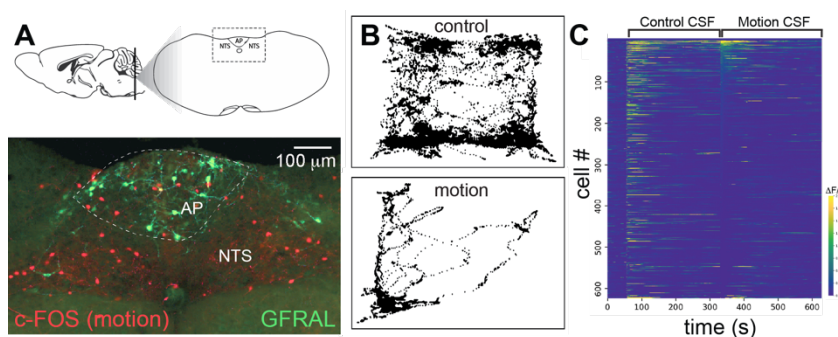 A
NTS
AP
NTS
100 μm
AP
NTS
c-FOS (motion)
GFRAL
B
control
motion
C
Control CSF
Motion CSF
cell #
100
200
300
400
500
600
0
100
200
300
400
500
600
time (s)